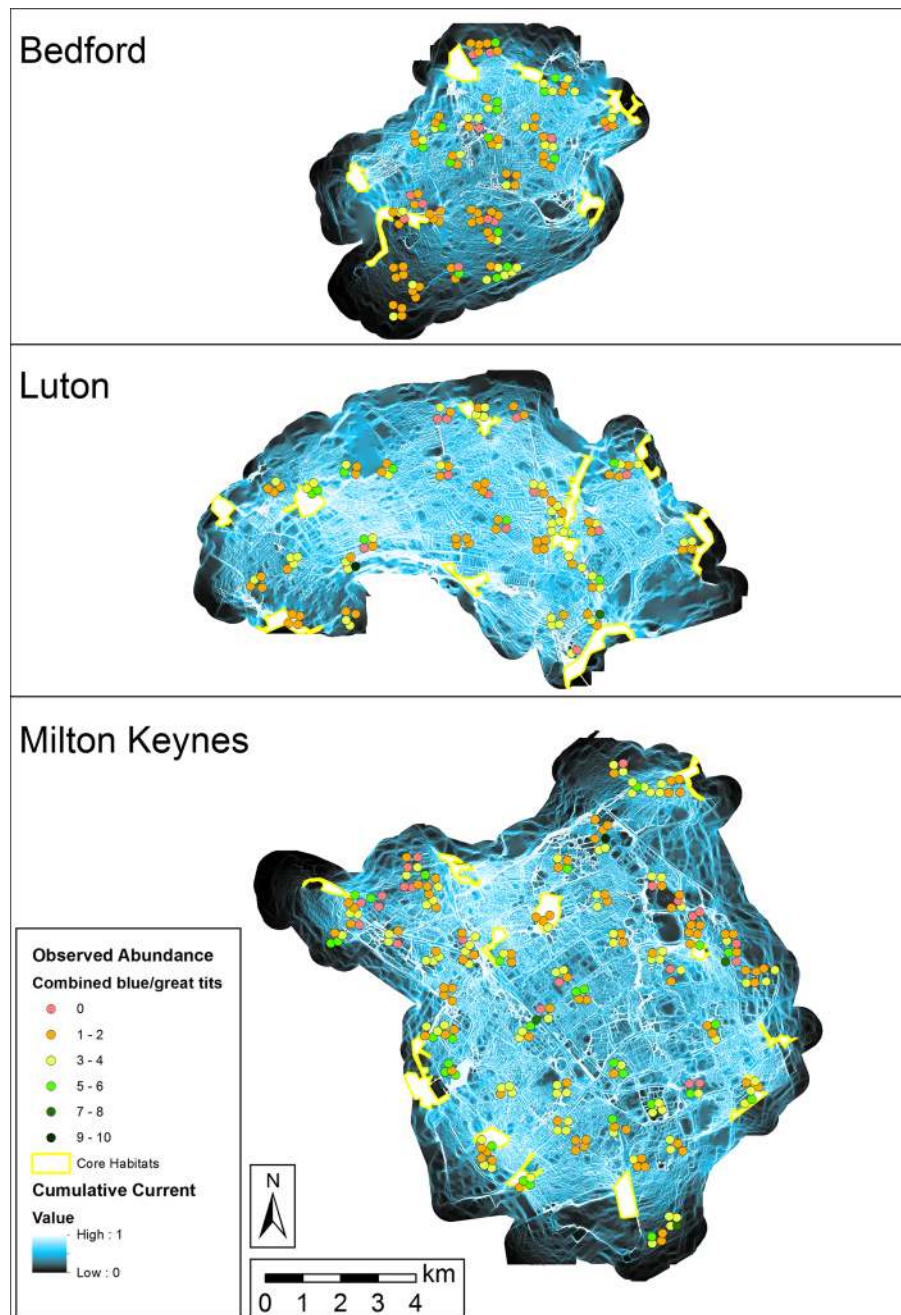 Bedford
Luton
Milton Keynes
Observed Abundance
Combined blue/great tits
0
1 - 2
3 - 4
5 - 6
7 - 8
9 - 10
Core Habitats
Cumulative Current
Value
High : 1
Low : 0
N
km
0 1 2 3 4